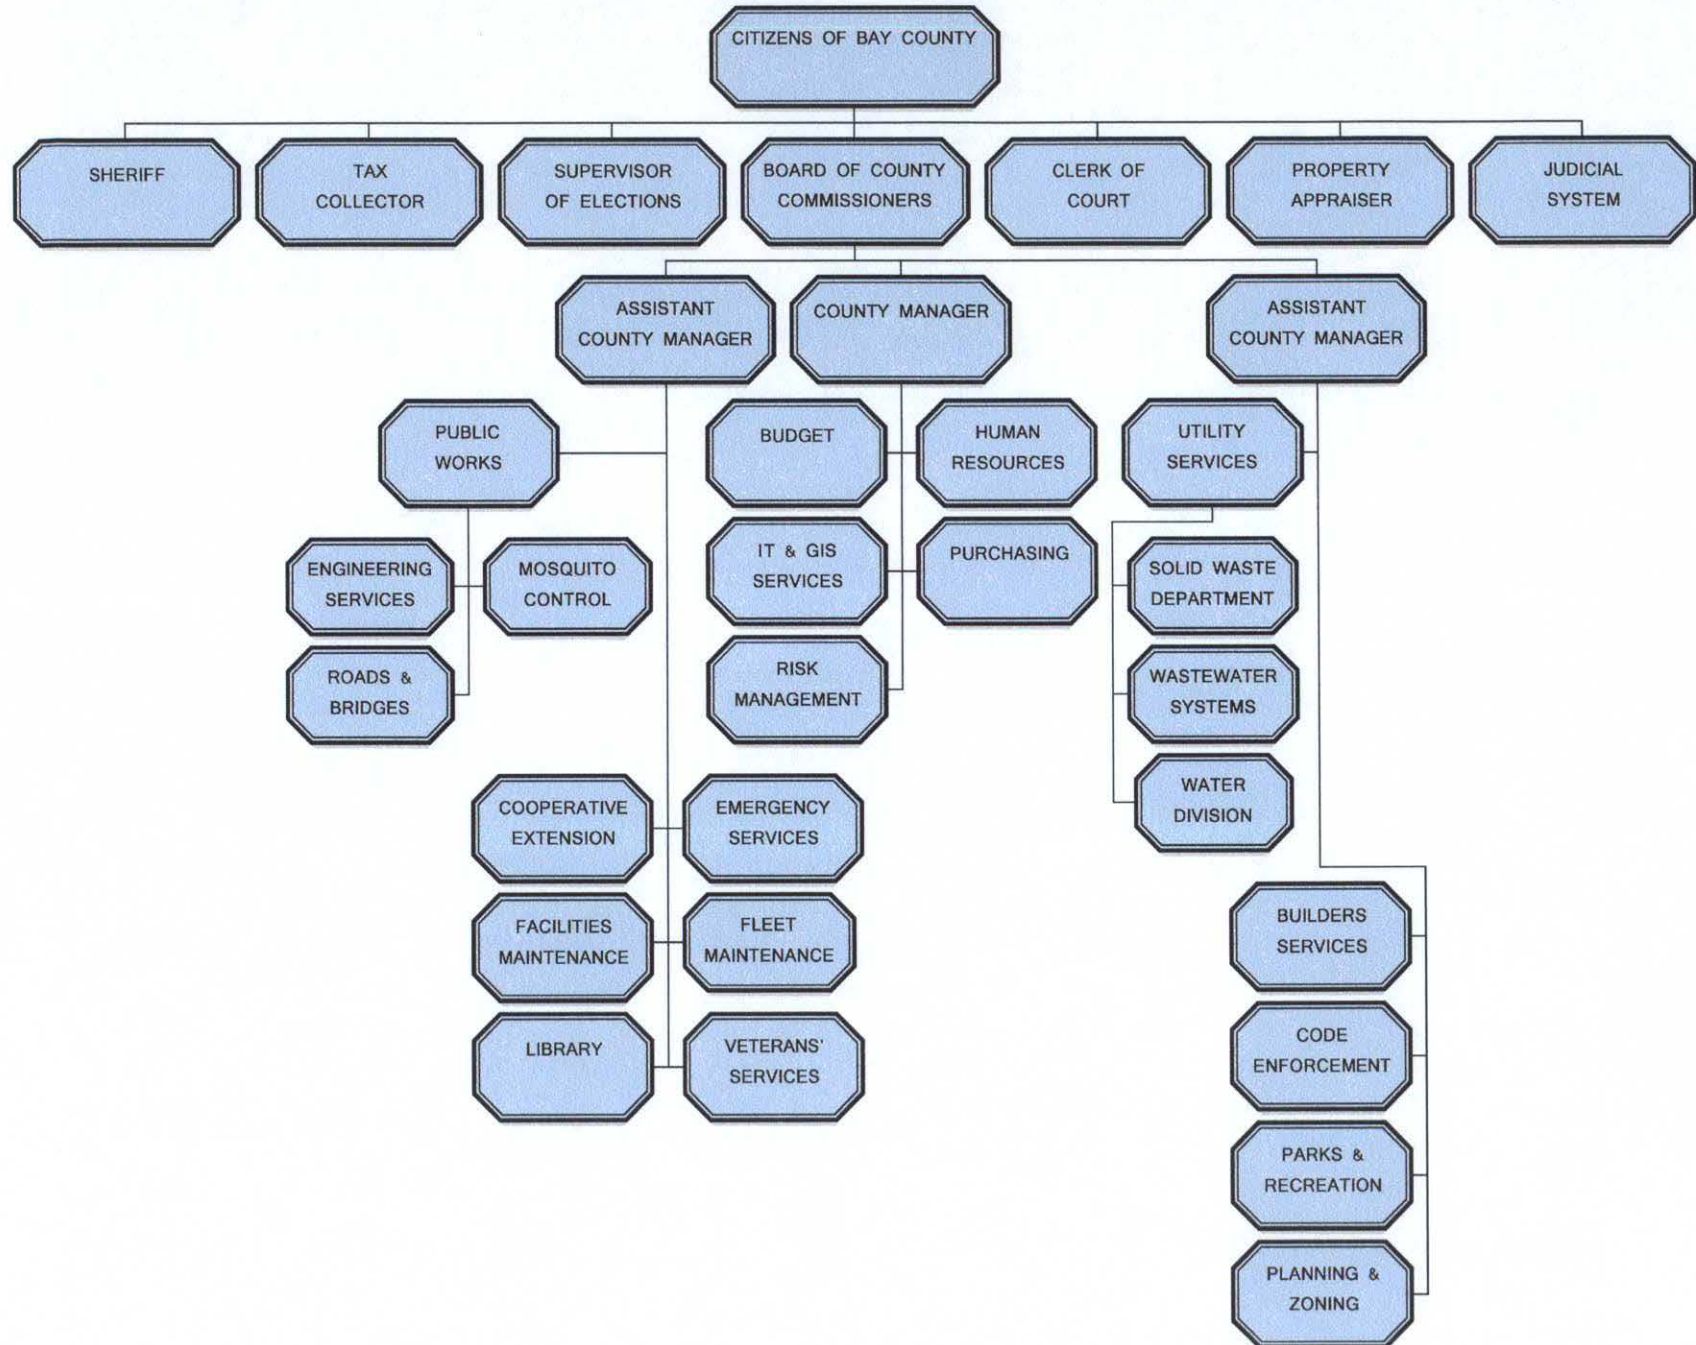 CITIZENS OF BAY COUNTY
SHERIFF
TAX
COLLECTOR
SUPERVISOR
OF ELECTIONS
BOARD OF COUNTY
COMMISSIONERS
CLERK OF
COURT
PROPERTY
APPRAISER
JUDICIAL
SYSTEM
ASSISTANT
COUNTY MANAGER
COUNTY MANAGER
ASSISTANT
COUNTY MANAGER
PUBLIC
WORKS
BUDGET
HUMAN
RESOURCES
UTILITY
SERVICES
ENGINEERING
SERVICES
MOSQUITO
CONTROL
IT & GIS
SERVICES
PURCHASING
SOLID WASTE
DEPARTMENT
ROADS &
BRIDGES
RISK
MANAGEMENT
WASTEWATER
SYSTEMS
WATER
DIVISION
COOPERATIVE
EXTENSION
EMERGENCY
SERVICES
FACILITIES
MAINTENANCE
FLEET
MAINTENANCE
BUILDERS
SERVICES
LIBRARY
VETERANS'
SERVICES
CODE
ENFORCEMENT
PARKS &
RECREATION
PLANNING &
ZONING